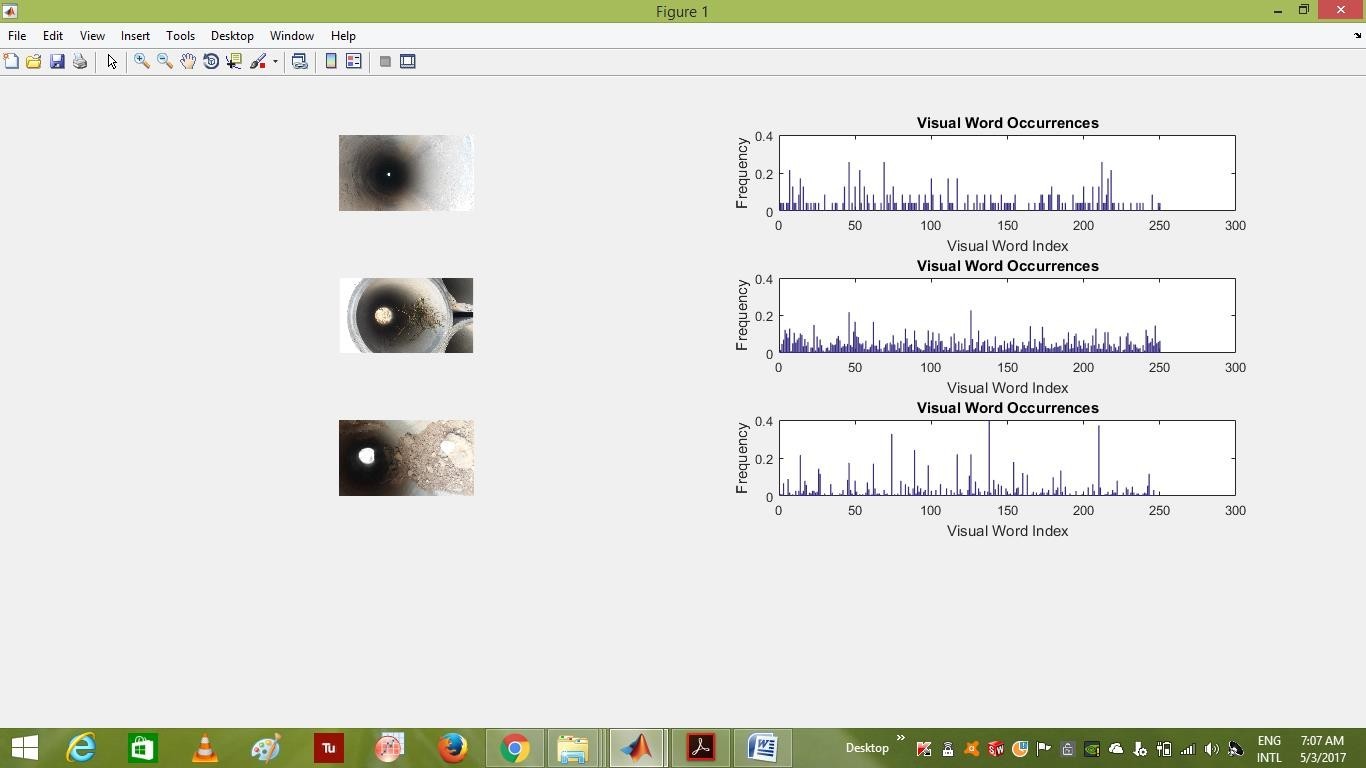 Figure 1
File Edit View Insert Tools Desktop Window Help
Visual Word Occurrences
0.4
0.2
0
Frequency
0 50 100 150 200 250 300
Visual Word Index
Visual Word Occurrences
0.4
0.2
0
Frequency
0 50 100 150 200 250 300
Visual Word Index
Visual Word Occurrences
0.4
0.2
0
Frequency
0 50 100 150 200 250 300
Visual Word Index
Tu
Desktop
ENG 7:07 AM
INTL 5/3/2017